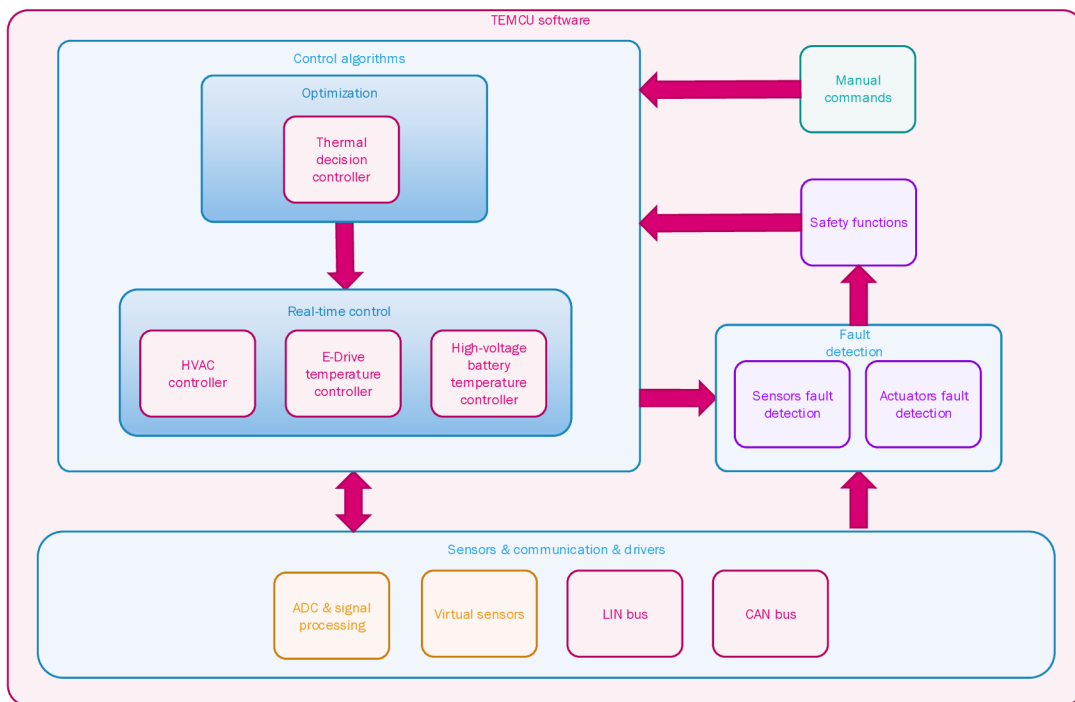 TEMCU software
Control algorithms
Optimization
Thermal
decision
controller
Manual
commands
Safety functions
Real-time control
HVAC
controller
E-Drive
temperature
controller
High-voltage
battery
temperature
controller
Fault
detection
Sensors fault
detection
Actuators fault
detection
Sensors & communication & drivers
ADC & signal
processing
Virtual sensors
LIN bus
CAN bus